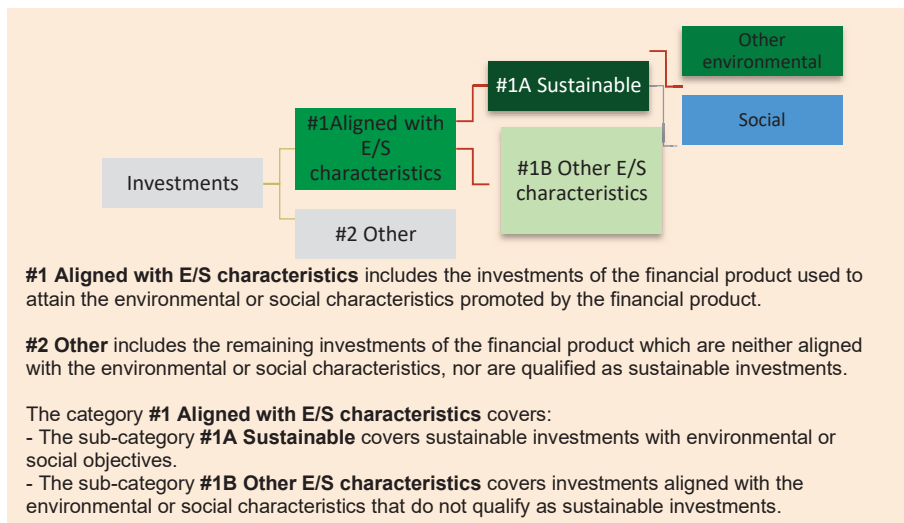 Other
environmental
#1A Sustainable
Social
#1Aligned with
E/S
characteristics
#1B Other E/S
characteristics
Investments
#2 Other
#1 Aligned with E/S characteristics includes the investments of the financial product used to
attain the environmental or social characteristics promoted by the financial product.
#2 Other includes the remaining investments of the financial product which are neither aligned
with the environmental or social characteristics, nor are qualified as sustainable investments.
The category #1 Aligned with E/S characteristics covers:
- The sub-category #1A Sustainable covers sustainable investments with environmental or
social objectives.
- The sub-category #1B Other E/S characteristics covers investments aligned with the
environmental or social characteristics that do not qualify as sustainable investments.